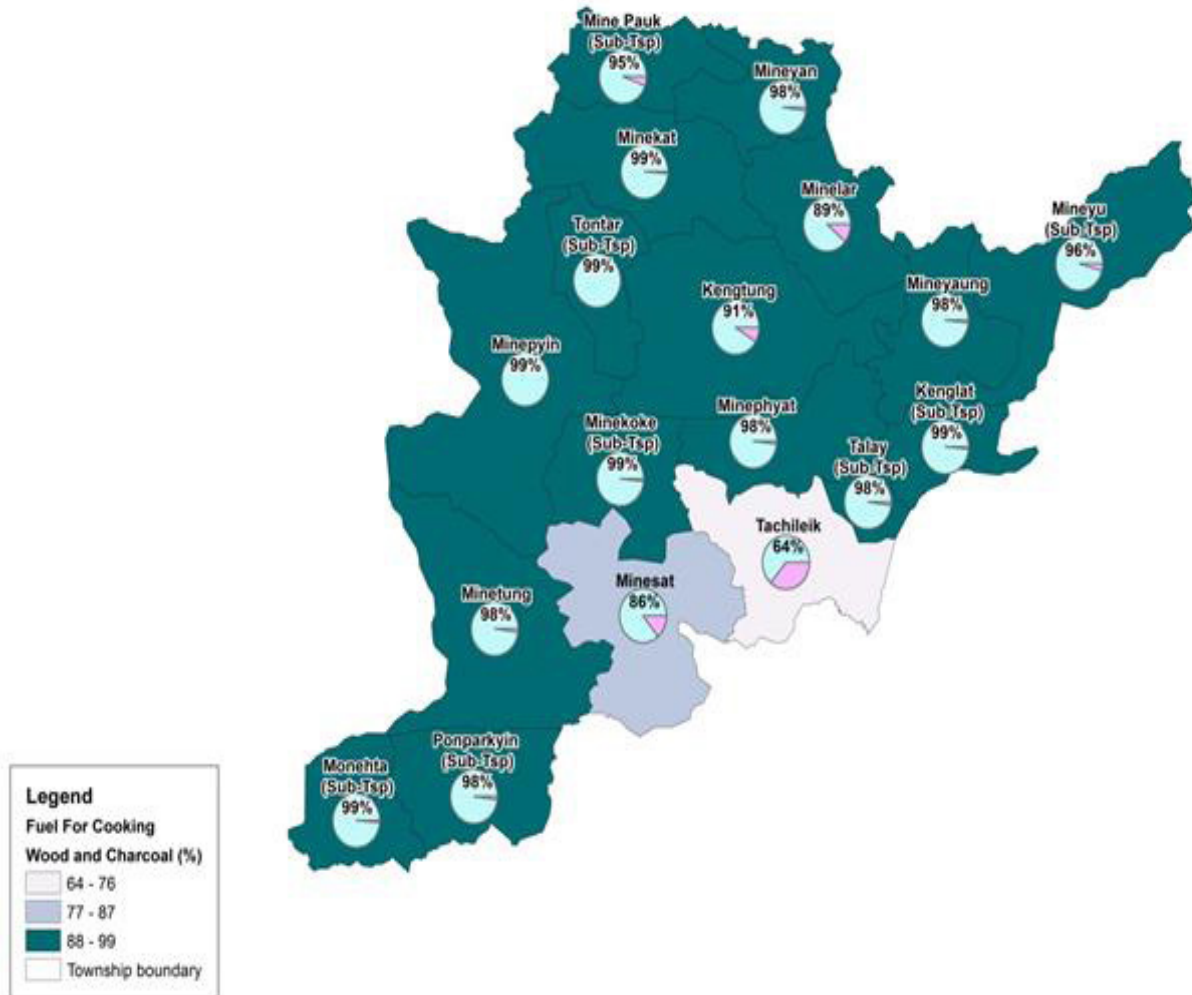 Mine Pauk
(Sub-Tsp)
95%
Mineyan
98%
Minekat
99%
Minelar
89%
Mineyu
(Sub-Tsp)
96%
Tontar
(Sub-Tsp)
99%
Kengtung
91%
Mineyaung
98%
Minepyin
99%
Minekoke
(Sub-Tsp)
99%
Minephyat
98%
Kenglat
(Sub-Tsp)
99%
Talay
(Sub-Tsp)
98%
Tachileik
64%
Minesat
86%
Minetung
98%
Ponparkyin
(Sub-Tsp)
98%
Monehta
(Sub-Tsp)
99%
Legend
Fuel For Cooking
Wood and Charcoal (%)
64 - 76
77 - 87
88 - 99
Township boundary